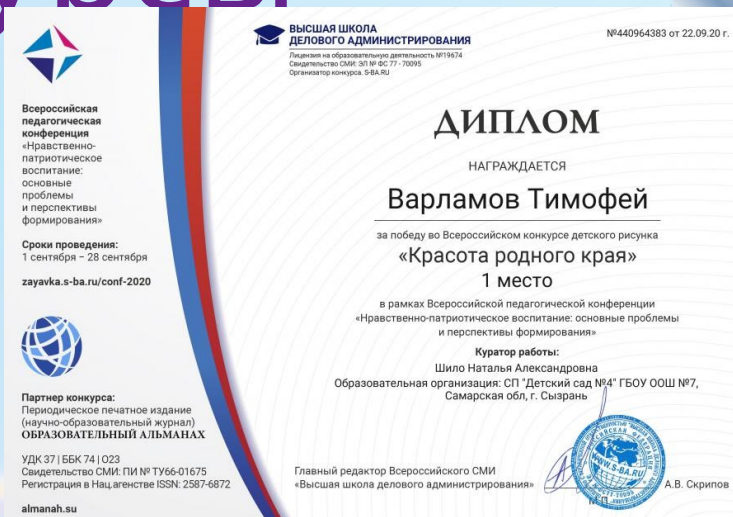 Всероссийская
педагогическая
конференция
«Нравственно-
патриотическое
воспитание:
основные
проблемы
и перспективы
формирования»
Сроки проведения:
1 сентября – 28 сентября
zayavka.s-ba.ru/conf-2020
Партнер конкурса:
Периодическое печатное издание
(научно-образовательный журнал)
ОБРАЗОВАТЕЛЬНЫЙ АЛЬМАНАХ
УДК 37 | ББК 74 | О23
Свидетельство СМИ: ПИ № ТУ66-01675
Регистрация в Нац.агенстве ISSN: 2587-6872
almanah.su
ВЫСШАЯ ШКОЛА
ДЕЛОВОГО АДМИНИСТРИРОВАНИЯ
Лицензия на образовательную деятельность №19674
Свидетельство СМИ: ЭЛ № ФС 77 - 70095
Организатор конкурса: S-BA.RU
№440964383 от 22.09.20 г.
ДИПЛОМ
НАГРАЖДАЕТСЯ
Варламов Тимофей
за победу во Всероссийском конкурсе детского рисунка
«Красота родного края»
1 место
в рамках Всероссийской педагогической конференции
«Нравственно-патриотическое воспитание: основные проблемы
и перспективы формирования»
Куратор работы:
Шило Наталья Александровна
Образовательная организация: СП "Детский сад №4" ГБОУ ООШ №7,
Самарская обл, г. Сызрань
Главный редактор Всероссийского СМИ
«Высшая школа делового администрирования»
WWW.S-BA.RU
М.П.
А.В. Скрипов